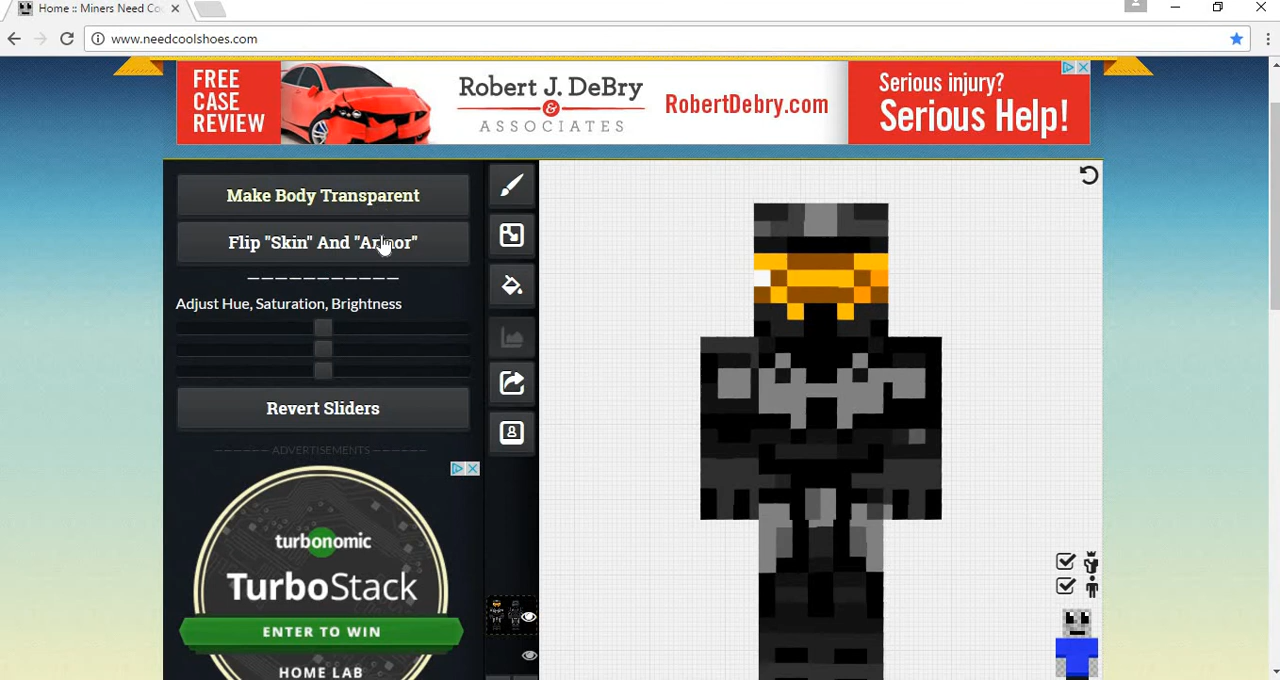 Home :: Miners Need Co
www.needcoolshoes.com
FREE
CASE
REVIEW
Robert J. DeBry
&
ASSOCIATES
RobertDebry.com
Serious injury?
Serious Help!
Make Body Transparent
Flip "Skin" And "Armor"
Adjust Hue, Saturation, Brightness
Revert Sliders
ADVERTISEMENTS
turbonomic
TurboStack
ENTER TO WIN
HOME LAB